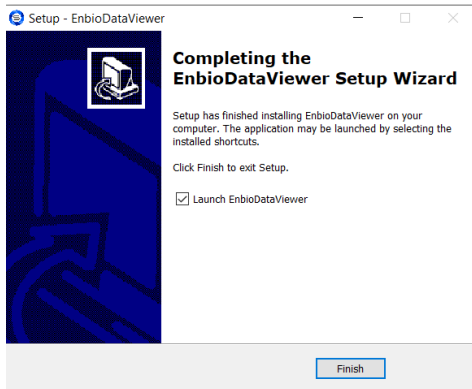 Setup - EnbioDataViewer
Completing the
EnbioDataViewer Setup Wizard
Setup has finished installing EnbioDataViewer on your
computer. The application may be launched by selecting the
installed shortcuts.
Click Finish to exit Setup.
Launch EnbioDataViewer
Finish